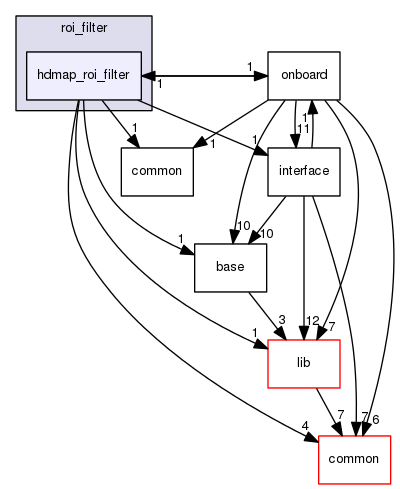 roi_filter
hdmap_roi_filter
onboard
1
1
1
1
1
1
11
common
interface
10
10
1
base
3
12
7
1
lib
7
7
6
4
common